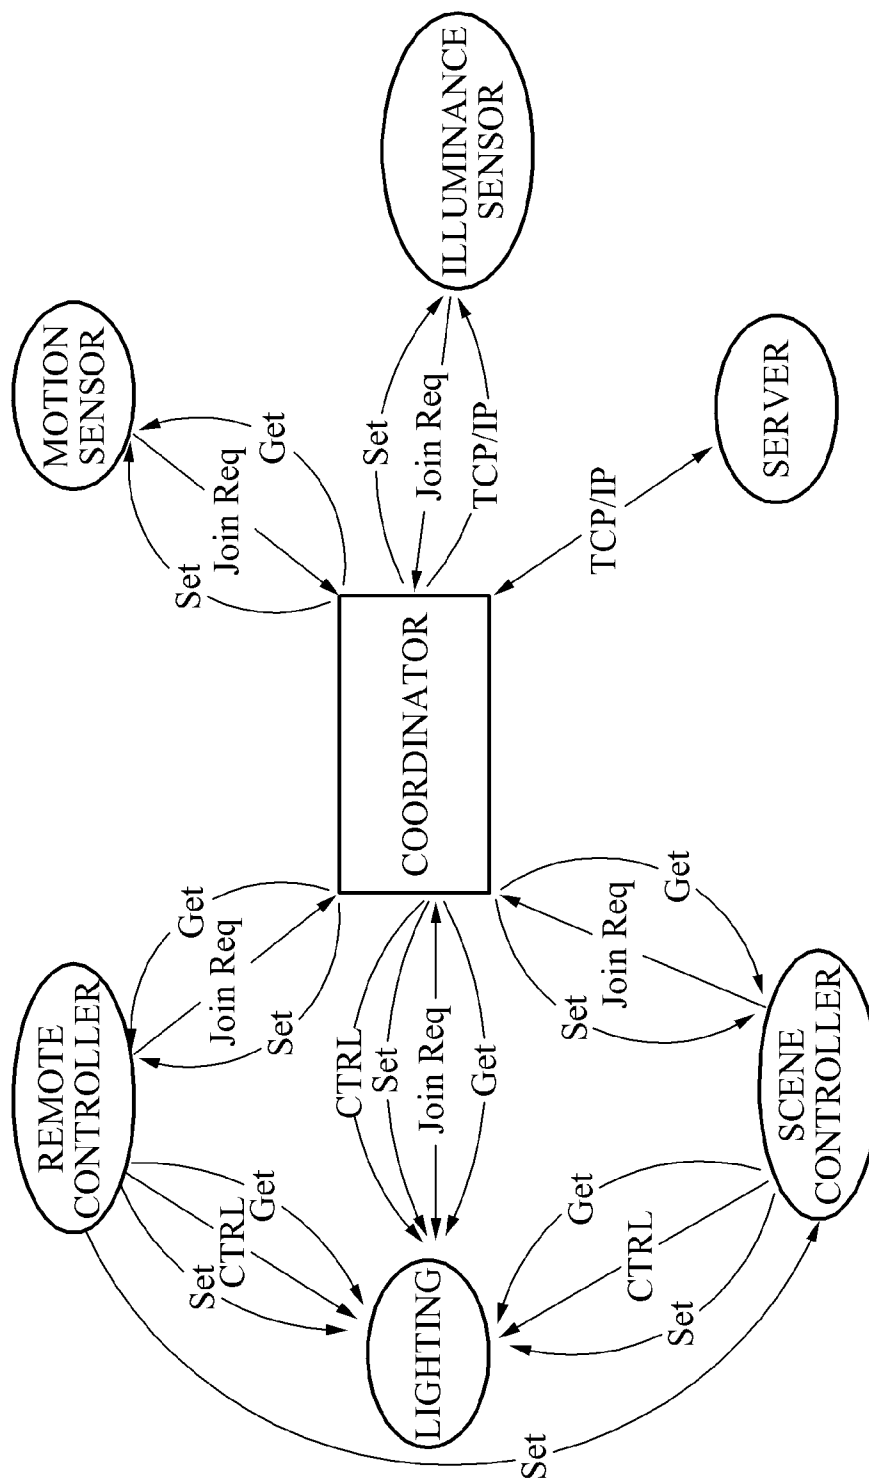 REMOTE
CONTROLLER
MOTION
SENSOR
Get
Join Req
Set
Set
Join Req
Get
Set
CTRL
Get
CTRL
Set
Join Req
Get
LIGHTING
COORDINATOR
Set
Join Req
TCP/IP
ILLUMINANCE
SENSOR
Get
CTRL
Set
Set
Join Req
Get
TCP/IP
SERVER
SCENE
CONTROLLER
Set